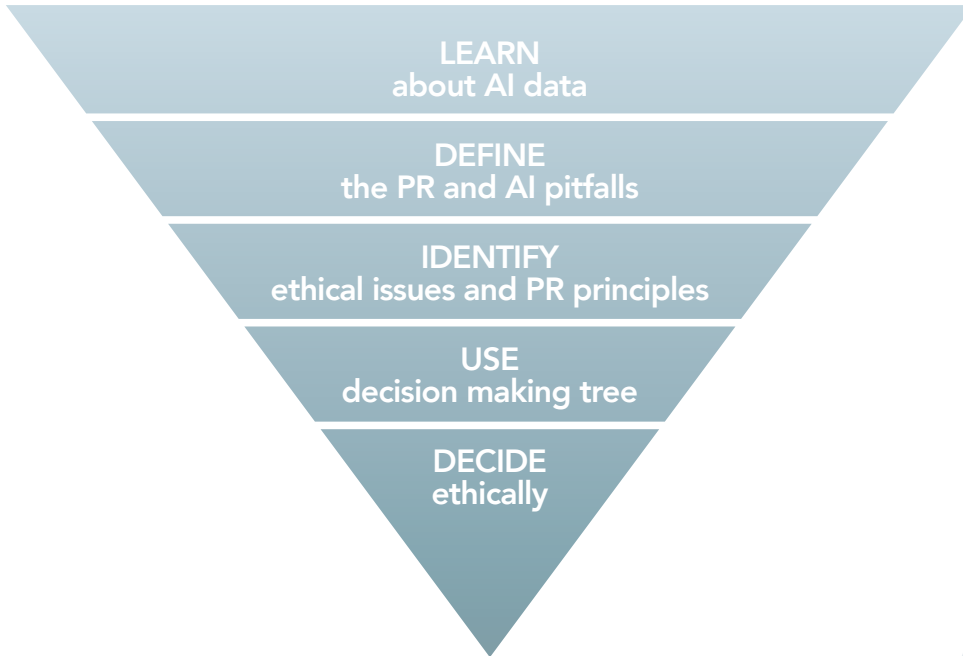 LEARN
about AI data
DEFINE
the PR and AI pitfalls
IDENTIFY
ethical issues and PR principles
USE
decision making tree
DECIDE
ethically